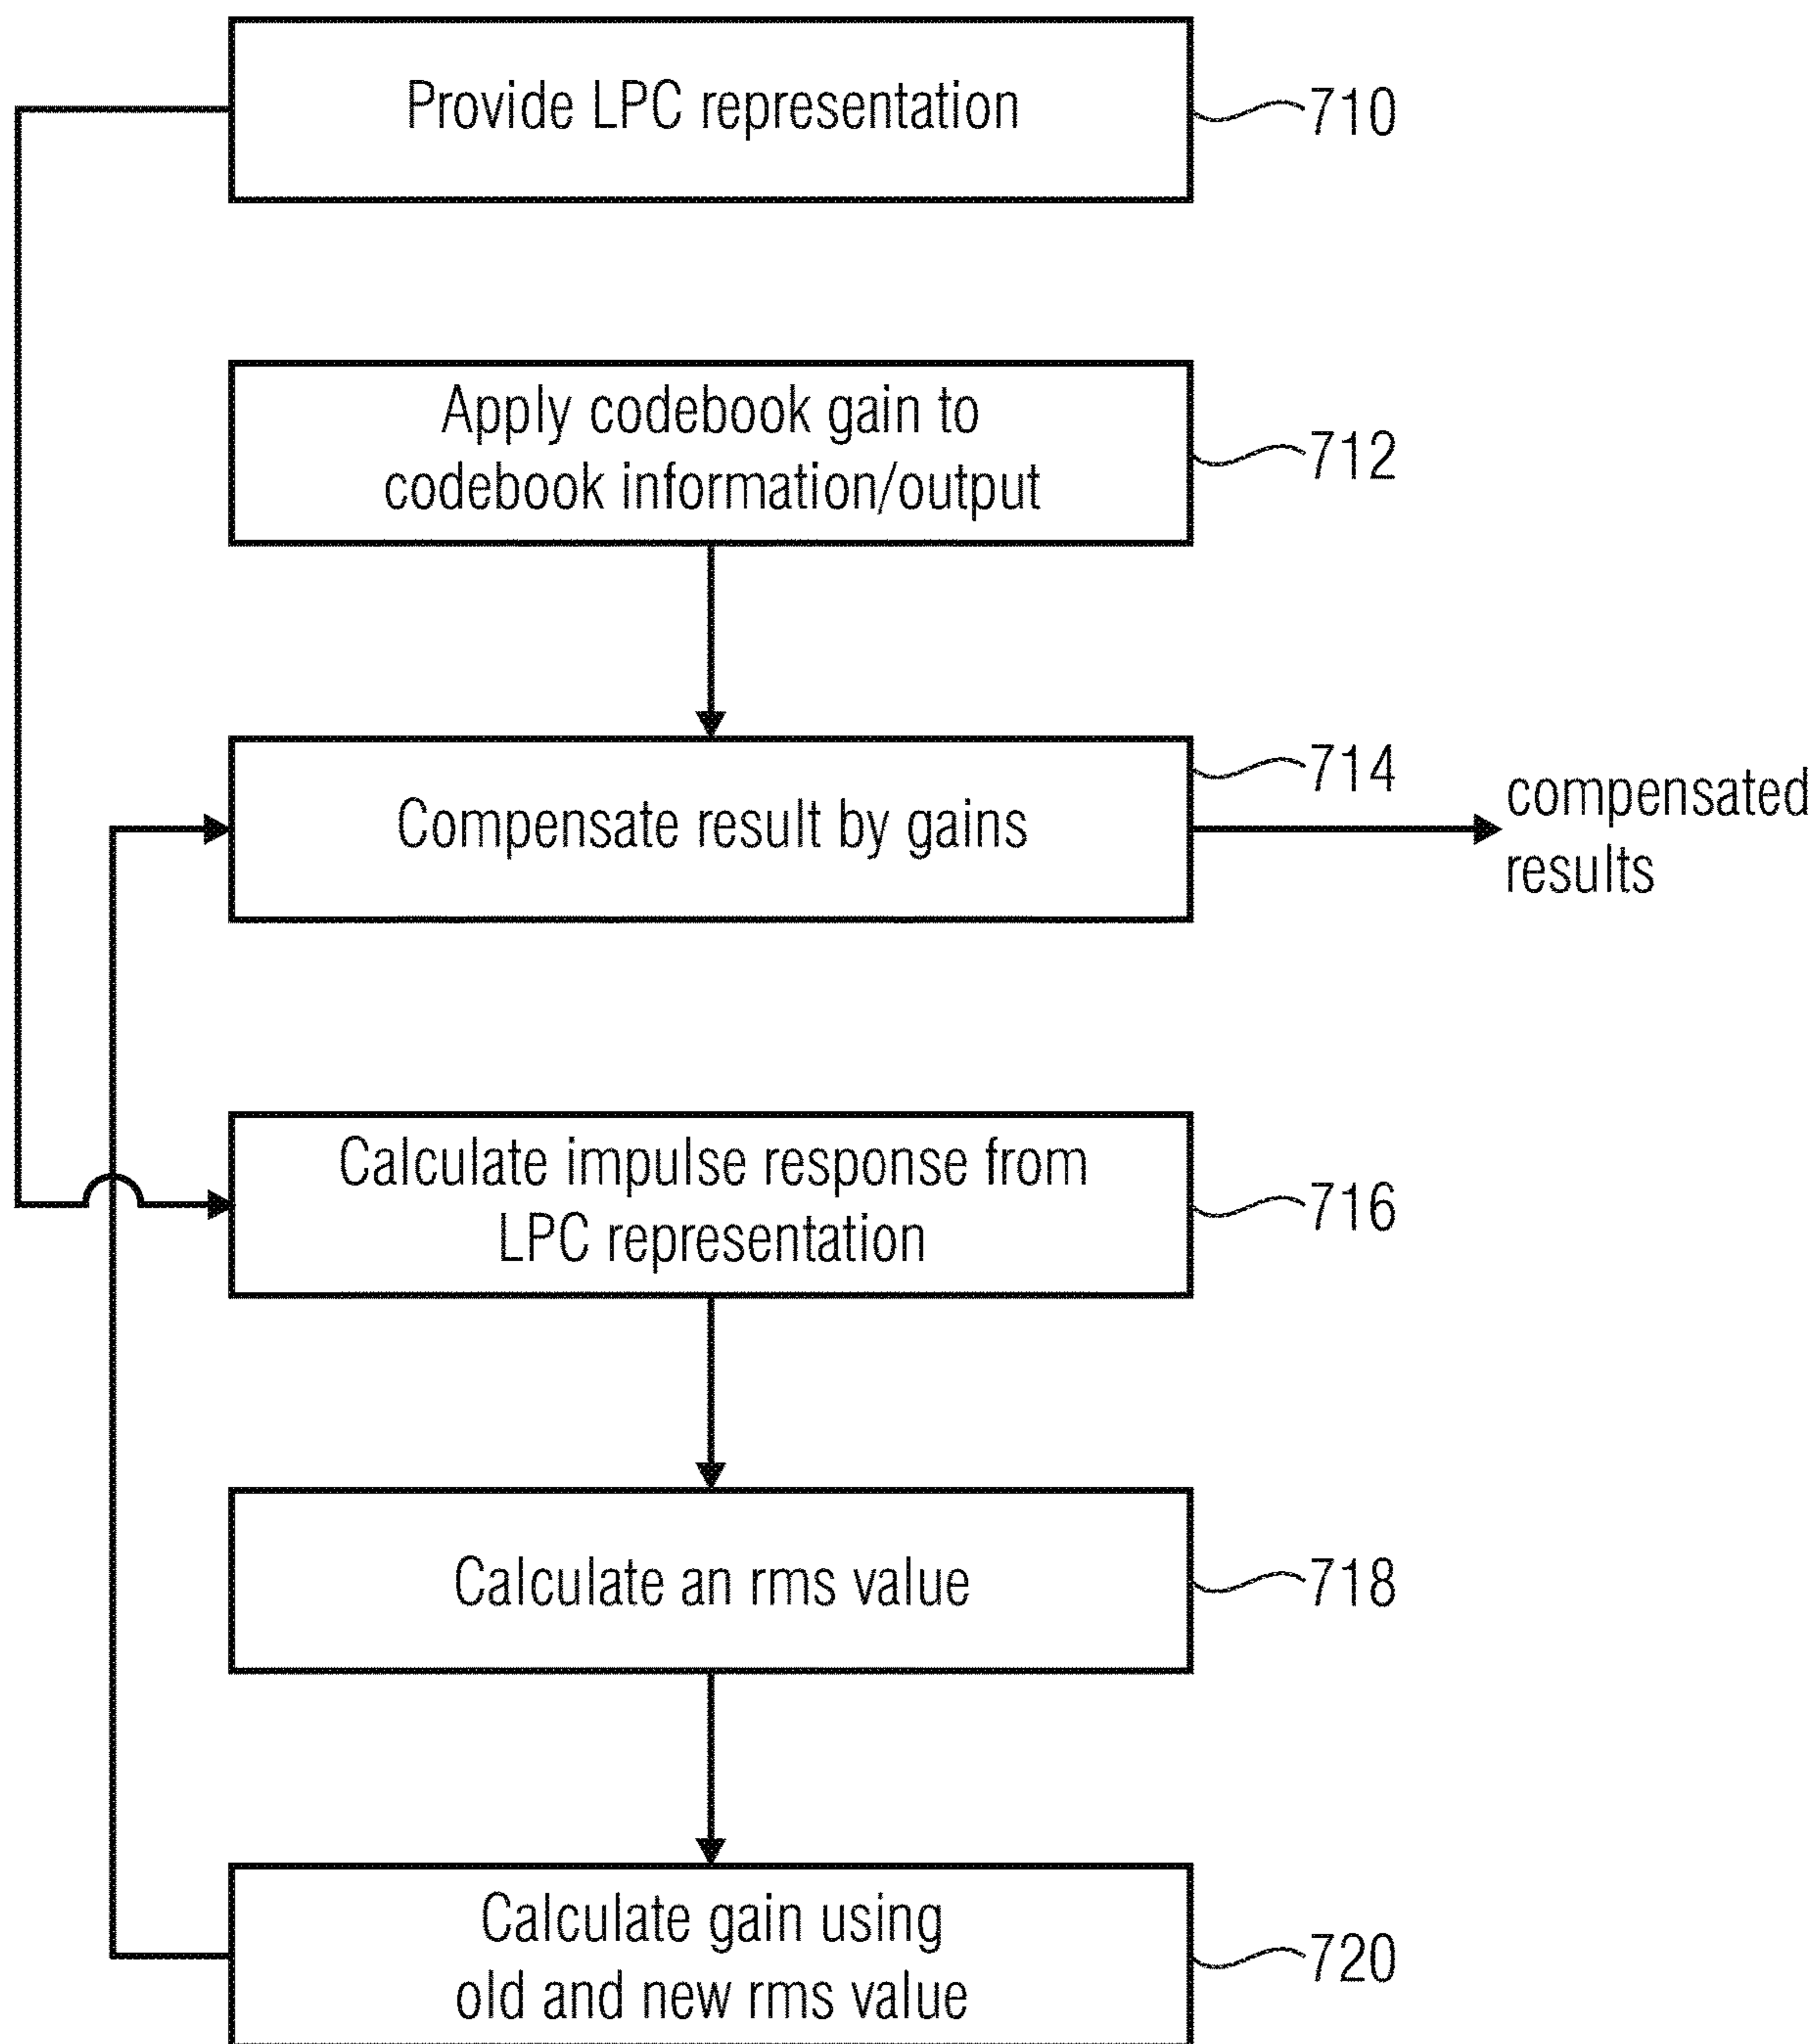 Provide LPC representation
710
Apply codebook gain to
codebook information/output
712
Compensate result by gains
714
compensated
results
Calculate impulse response from
LPC representation
716
Calculate an rms value
718
Calculate gain using
old and new rms value
720